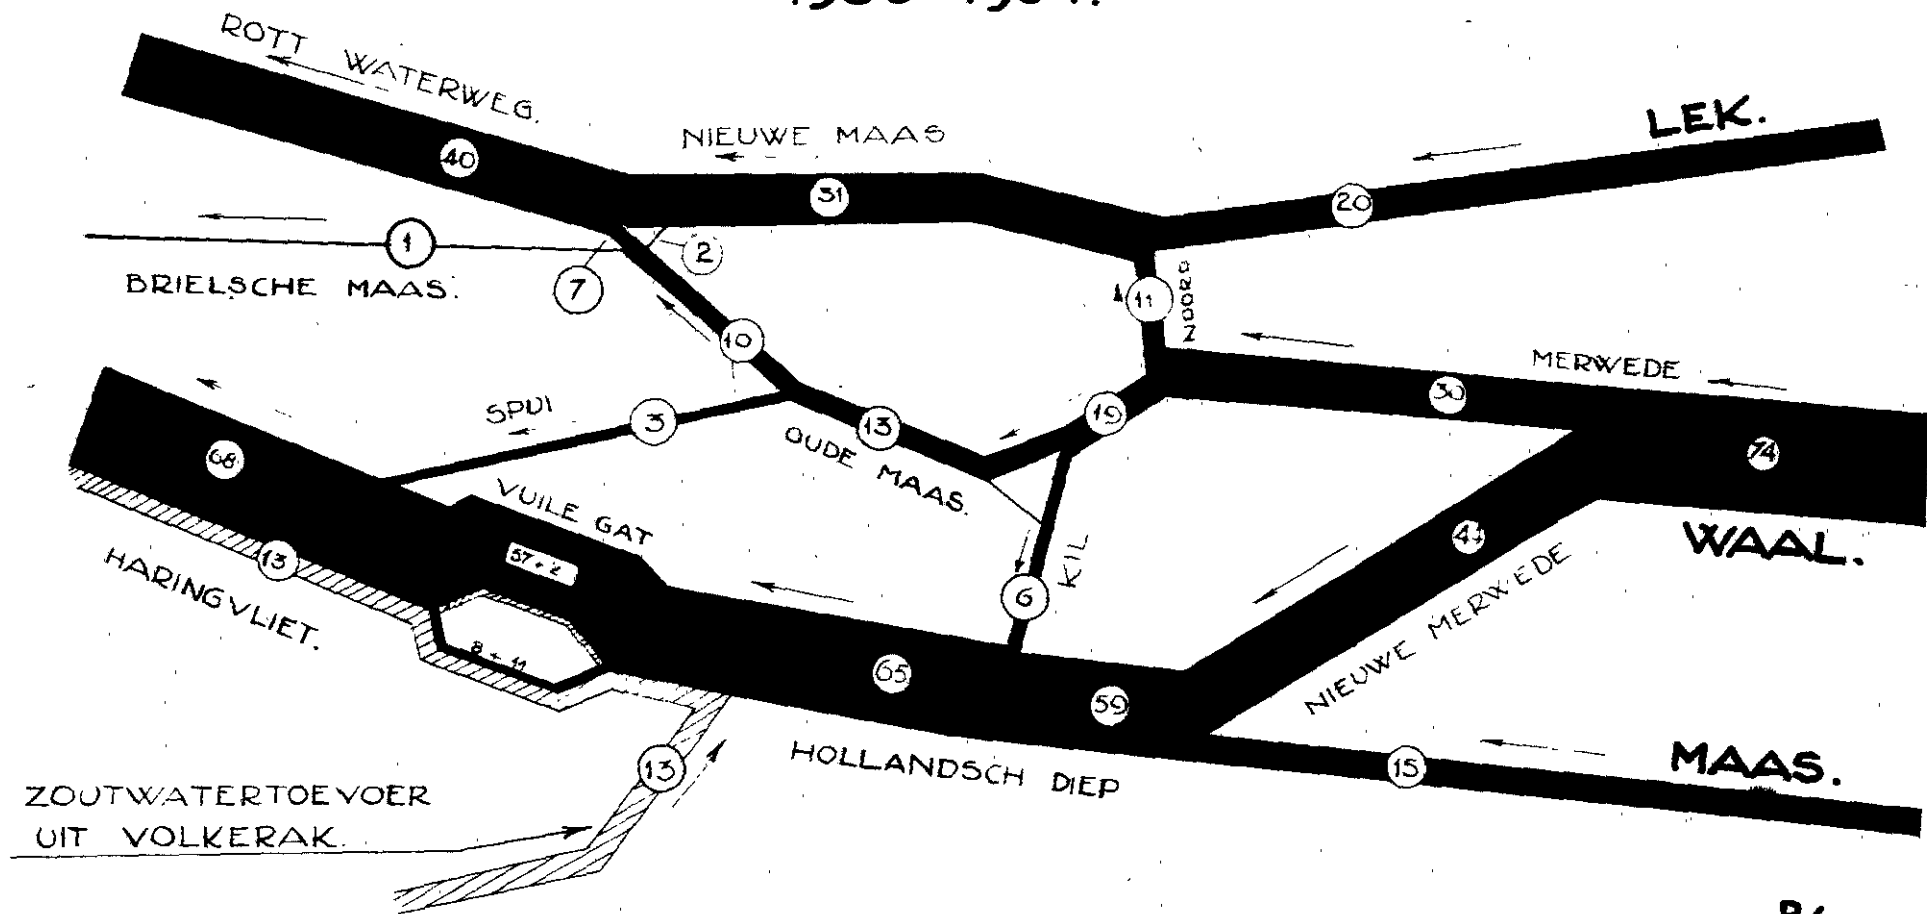 ROTT WATERWEG.
NIEUWE MAAS
LEK.
40
31
20
1
2
BRIELSCHE MAAS.
7
11
NOORD
10
MERWEDE
30
SPUI
3
13
19
OUDE MAAS.
74
WAAL.
68
VUILE GAT
57+2
KIL
6
NIEUWE MERWEDE
HARINGVLIET.
13
8 + 11
65
59
MAAS.
15
13
HOLLANDSCH DIEP
ZOUTWATERTOEVOER
UIT VOLKERAK.